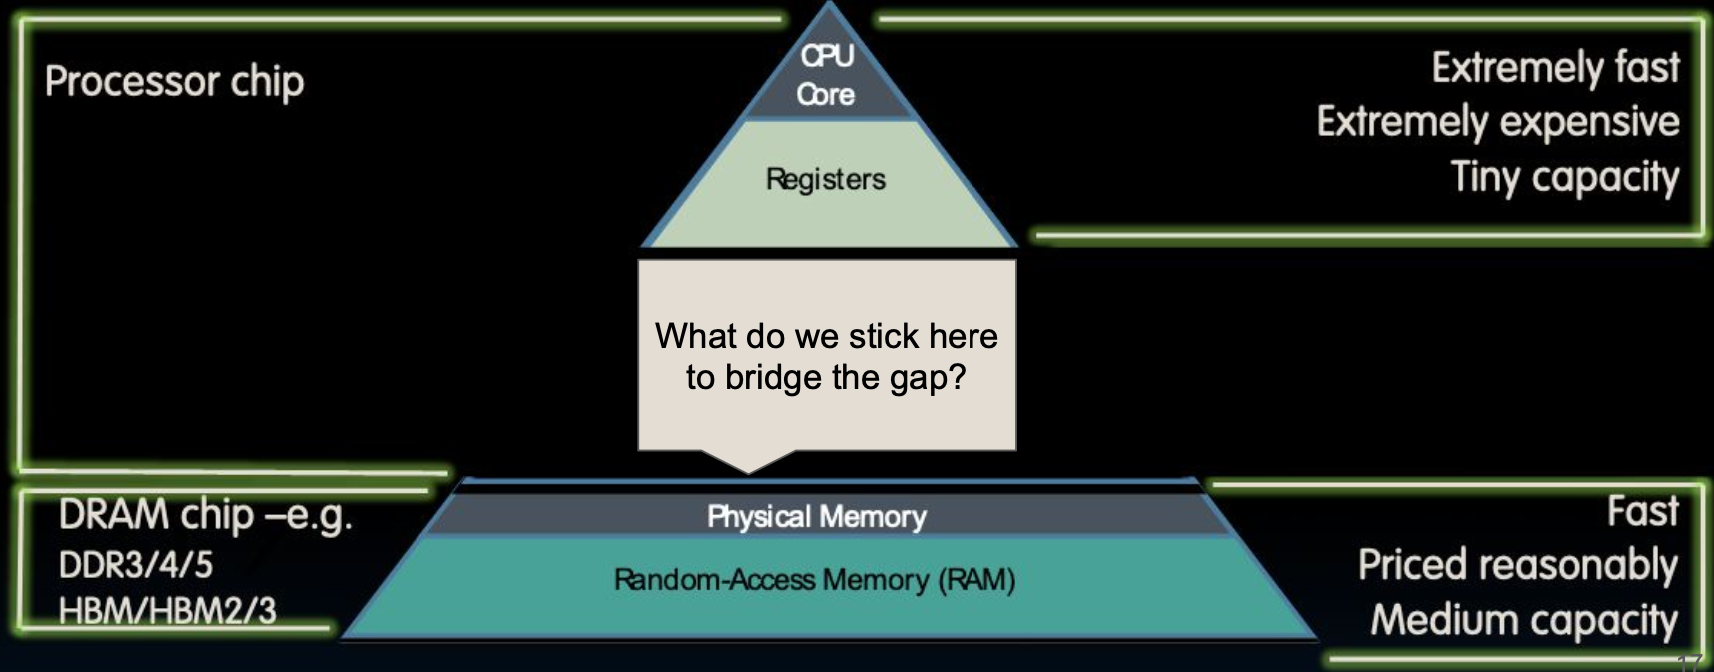 Processor chip
CPU
Core
Registers
Extremely fast
Extremely expensive
Tiny capacity
What do we stick here
to bridge the gap?
DRAM chip –e.g.
DDR3/4/5
HBM/HBM2/3
Physical Memory
Random-Access Memory (RAM)
Fast
Priced reasonably
Medium capacity
17